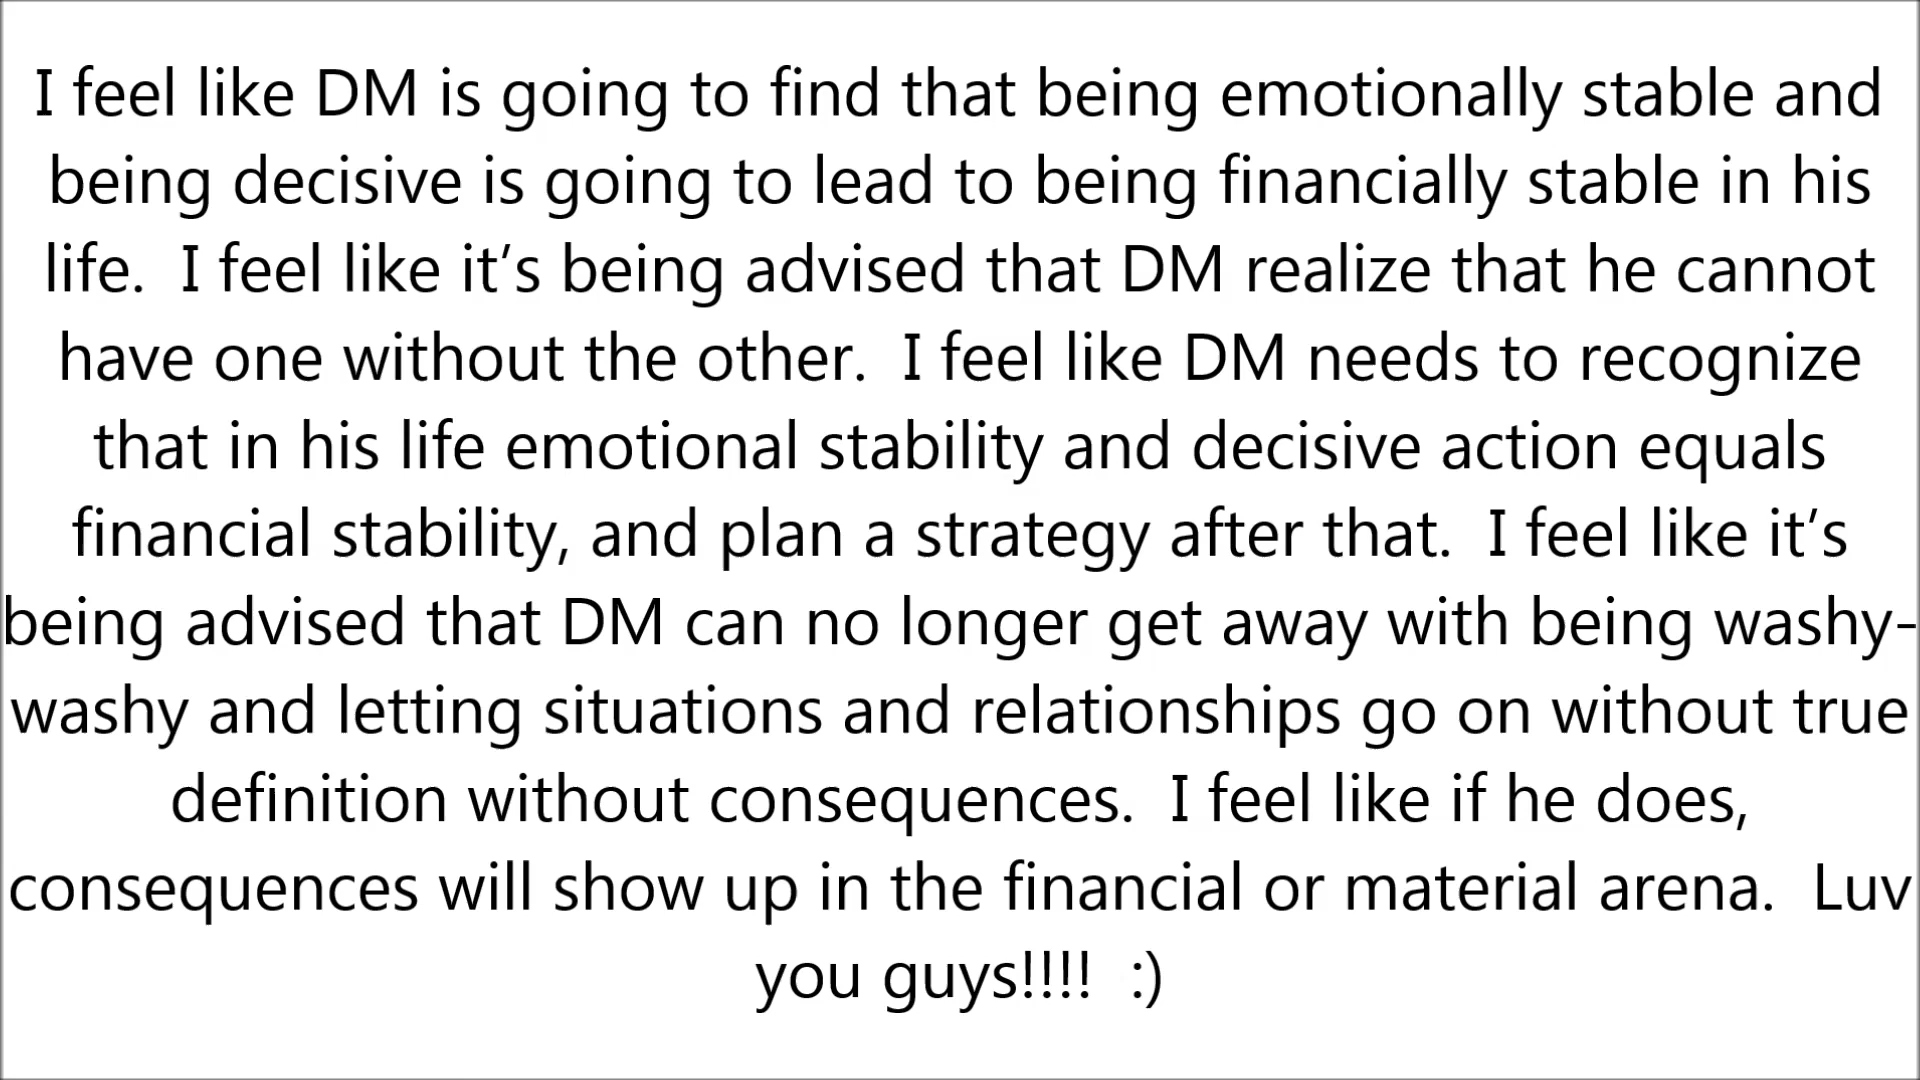 I feel like DM is going to find that being emotionally stable and
being decisive is going to lead to being financially stable in his
life.  I feel like it’s being advised that DM realize that he cannot
have one without the other.  I feel like DM needs to recognize
that in his life emotional stability and decisive action equals
financial stability, and plan a strategy after that.  I feel like it’s
being advised that DM can no longer get away with being washy-
washy and letting situations and relationships go on without true
definition without consequences.  I feel like if he does,
consequences will show up in the financial or material arena.  Luv
you guys!!!!  :)